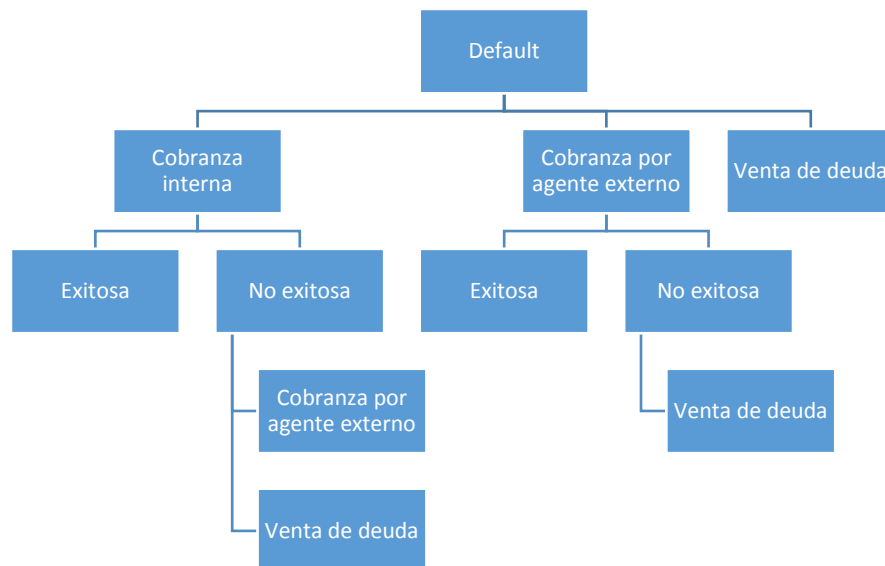 Default
Cobranza
interna
Cobranza por
agente externo
Venta de deuda
Exitosa
No exitosa
Exitosa
No exitosa
Cobranza por
agente externo
Venta de deuda
Venta de deuda